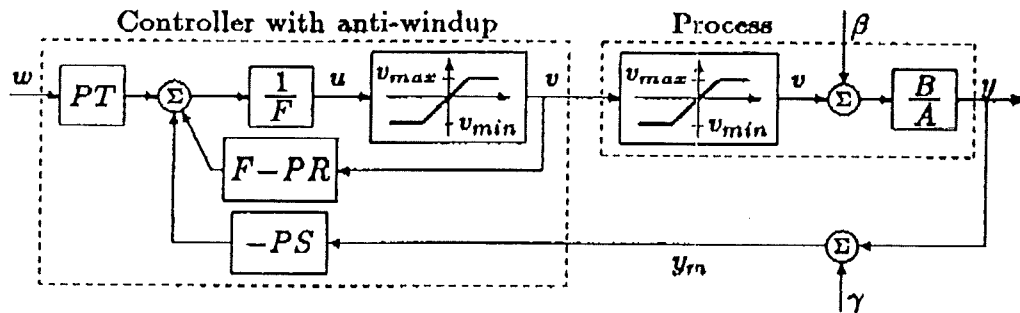 Controller with anti-windup
Process
β
w
PT
Σ
1
F
u
v_max
v_min
v
v_max
v_min
v
Σ
B
A
y
F-PR
-PS
y_m
Σ
γ